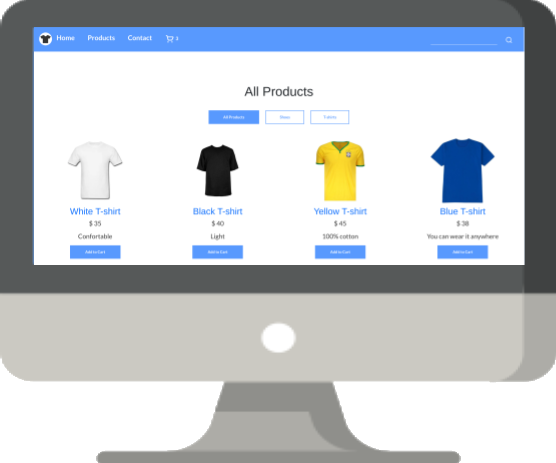 Home Products Contact
All Products
All Products Shoes T-shirts
White T-shirt Black T-shirt Yellow T-shirt Blue T-shirt
$ 35 $ 40 $ 45 $ 38
Confortable Light 100% cotton You can wear it anywhere
Add to Cart Add to Cart Add to Cart Add to Cart